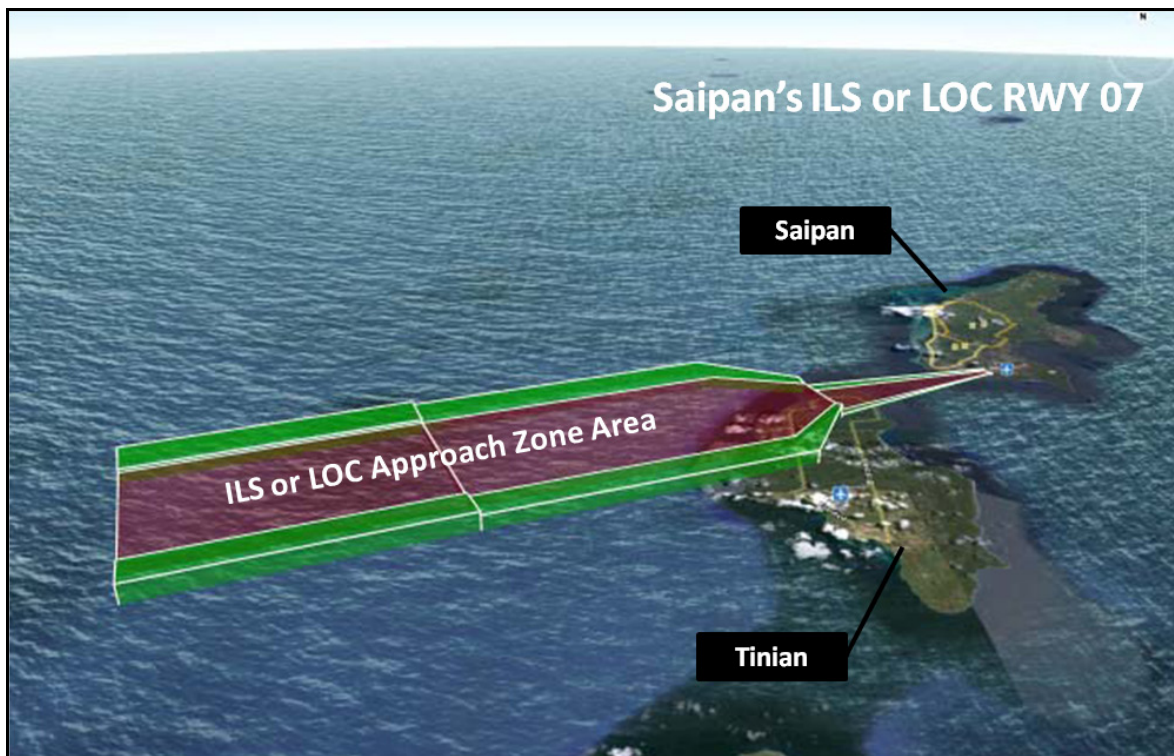 N
Saipan's ILS or LOC RWY 07
Saipan
ILS or LOC Approach Zone Area
Tinian